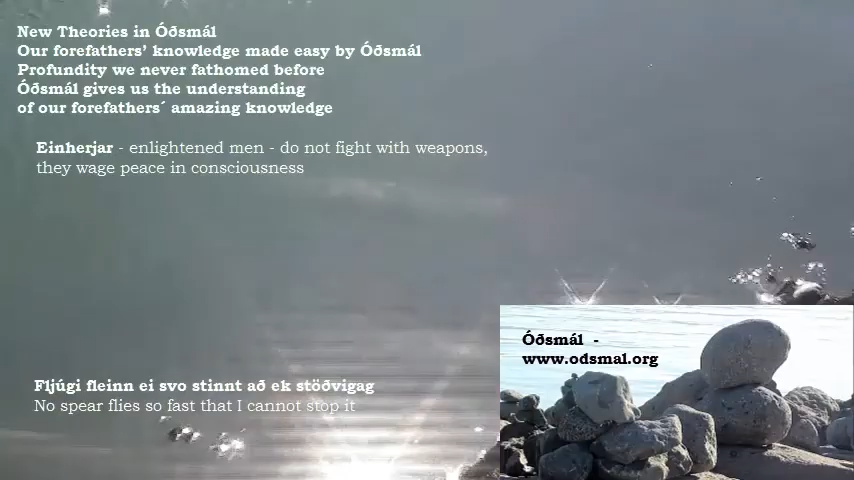 New Theories in Óðsmál
Our forefathers’ knowledge made easy by Óðsmál
Profundity we never fathomed before
Óðsmál gives us the understanding
of our forefathers´ amazing knowledge
Einherjar - enlightened men - do not fight with weapons,
they wage peace in consciousness
Óðsmál -
www.odsmal.org
Fljúgi fleinn ei svo stinnt að ek stöðvigag
No spear flies so fast that I cannot stop it